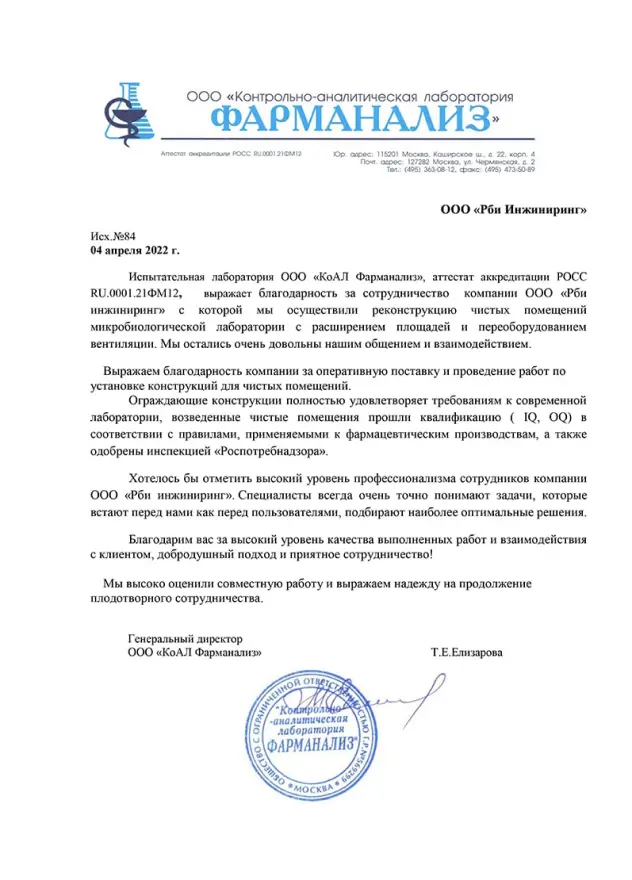 ООО «Контрольно-аналитическая лаборатория
ФАРМАНАЛИЗ»
Аттестат аккредитации РОСС RU.0001.21ФМ12
Юр. адрес: 115201 Москва, Каширское ш., д. 22, корп. 4
Почт. адрес: 127282 Москва, ул. Чермянская, д. 2
Тел.: (495) 363-08-12, факс: (495) 473-50-89
ООО «Рби Инжиниринг»
Исх.№84
04 апреля 2022 г.
Испытательная лаборатория ООО «КоАЛ Фарманализ», аттестат аккредитации РОСС
RU.0001.21ФМ12, выражает благодарность за сотрудничество компании ООО «Рби
инжиниринг» с которой мы осуществили реконструкцию чистых помещений
микробиологической лаборатории с расширением площадей и переоборудованием
вентиляции. Мы остались очень довольны нашим общением и взаимодействием.
Выражаем благодарность компании за оперативную поставку и проведение работ по
установке конструкций для чистых помещений.
Ограждающие конструкции полностью удовлетворяет требованиям к современной
лаборатории, возведенные чистые помещения прошли квалификацию ( IQ, OQ) в
соответствии с правилами, применяемыми к фармацевтическим производствам, а также
одобрены инспекцией «Роспотребнадзора».
Хотелось бы отметить высокий уровень профессионализма сотрудников компании
ООО «Рби инжиниринг». Специалисты всегда очень точно понимают задачи, которые
встают перед нами как перед пользователями, подбирают наиболее оптимальные решения.
Благодарим вас за высокий уровень качества выполненных работ и взаимодействия
с клиентом, добродушный подход и приятное сотрудничество!
Мы высоко оценили совместную работу и выражаем надежду на продолжение
плодотворного сотрудничества.
Генеральный директор
ООО «КоАЛ Фарманализ»
Т.Е.Елизарова
ОБЩЕСТВО С ОГРАНИЧЕННОЙ ОТВЕТСТВЕННОСТЬЮ Г.Р.№569299
* МОСКВА *
"Контрольно
-аналитическая
лаборатория
ФАРМАНАЛИЗ"